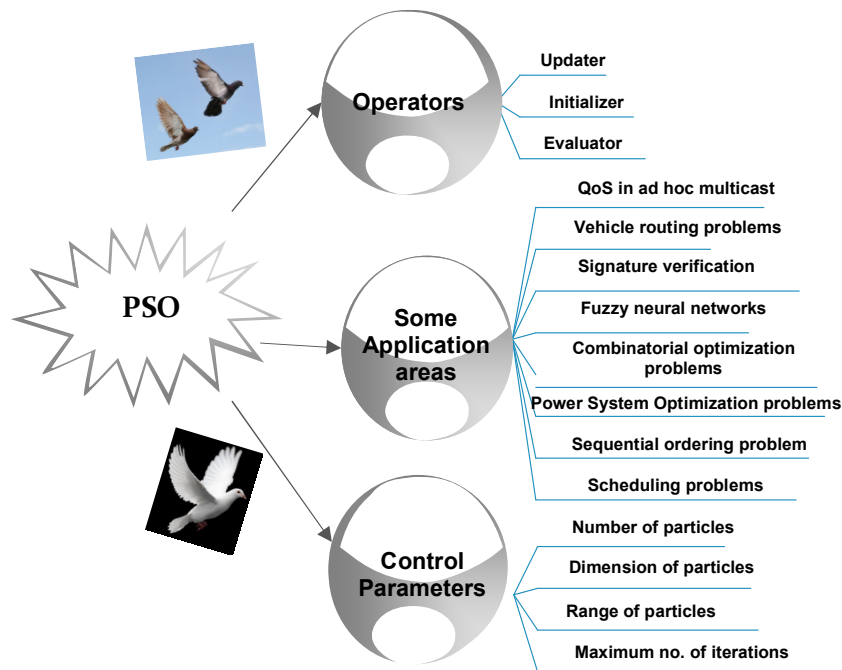 PSO
Operators
Updater
Initializer
Evaluator
Some
Application
areas
QoS in ad hoc multicast
Vehicle routing problems
Signature verification
Fuzzy neural networks
Combinatorial optimization
problems
Power System Optimization problems
Sequential ordering problem
Scheduling problems
Control
Parameters
Number of particles
Dimension of particles
Range of particles
Maximum no. of iterations